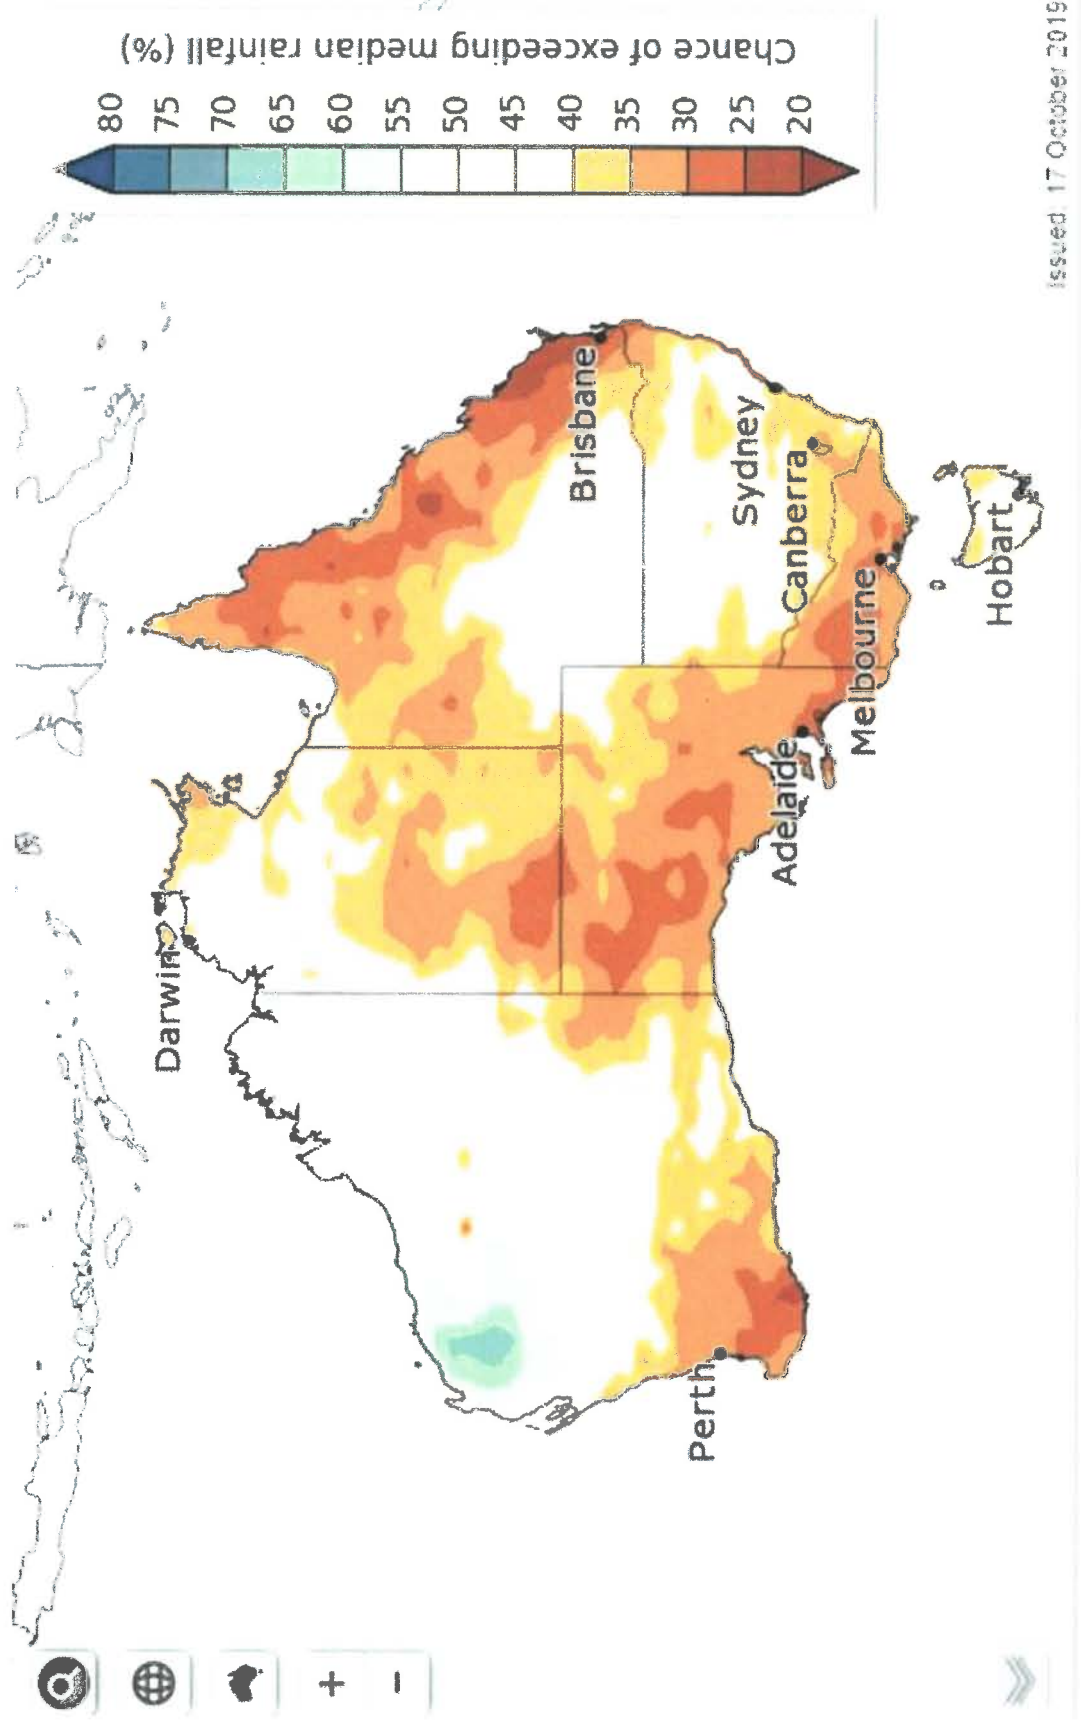 Chance of exceeding median rainfall (%)
80
75
70
65
60
55
50
45
40
35
30
25
20
Darwin
Brisbane
Sydney
Canberra
Perth
Adelaide
Melbourne
Hobart
+
−
Issued: 17 October 2019